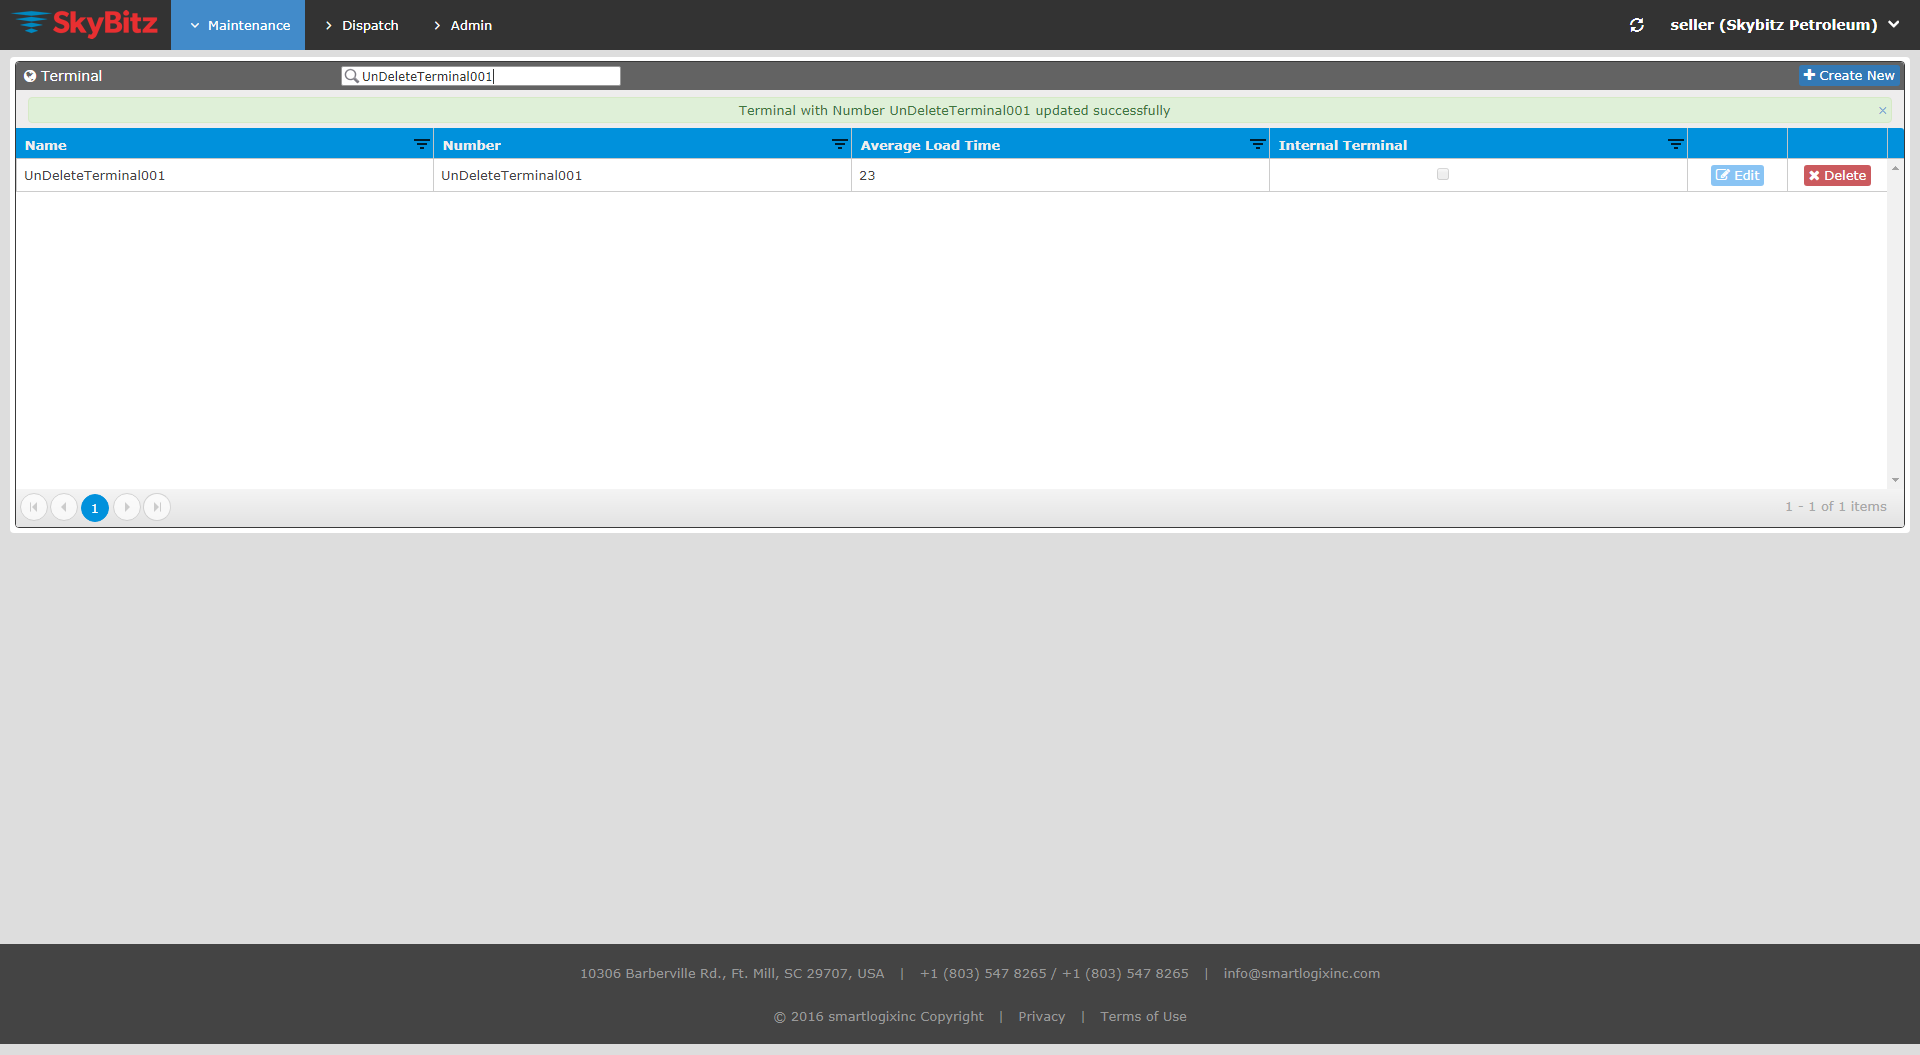 SkyBitz Maintenance Dispatch Admin seller (Skybitz Petroleum)
Terminal UnDeleteTerminal001 Create New
Terminal with Number UnDeleteTerminal001 updated successfully ×
Name Number Average Load Time Internal Terminal
UnDeleteTerminal001 UnDeleteTerminal001 23 Edit Delete
1 1 - 1 of 1 items
10306 Barberville Rd., Ft. Mill, SC 29707, USA | +1 (803) 547 8265 / +1 (803) 547 8265 | info@smartlogixinc.com
© 2016 smartlogixinc Copyright | Privacy | Terms of Use